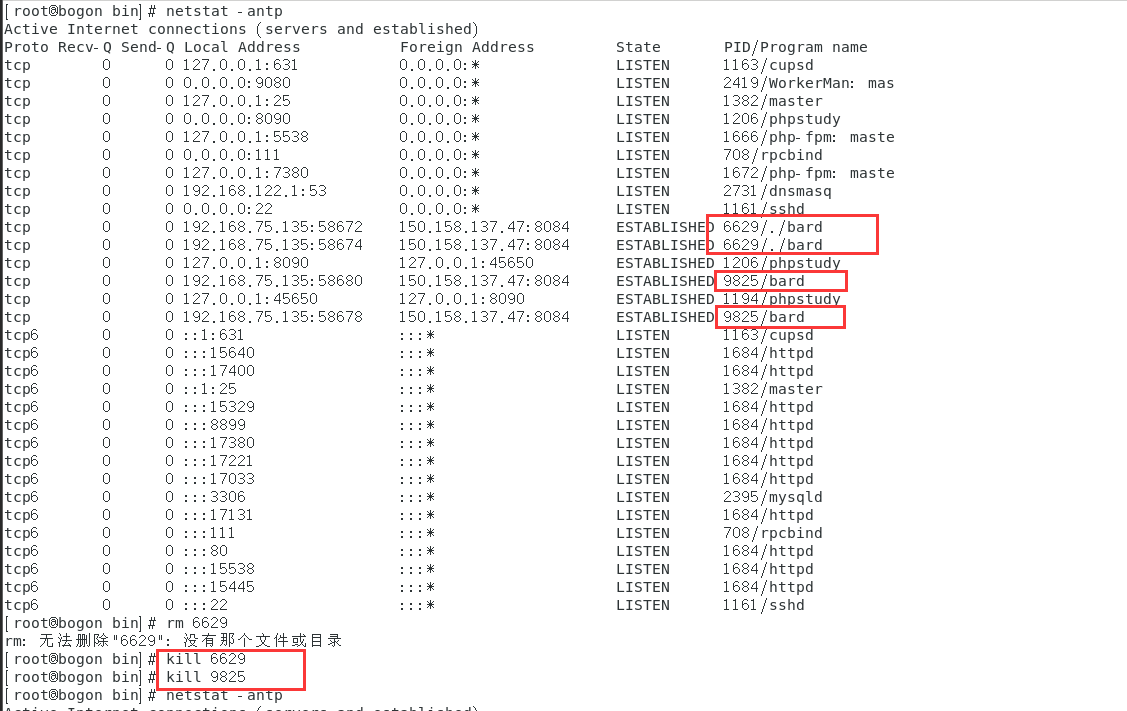 [root@bogon bin]# netstat -antp
Active Internet connections (servers and established)
Proto Recv-Q Send-Q Local Address Foreign Address State PID/Program name
tcp 0 0 127.0.0.1:631 0.0.0.0:* LISTEN 1163/cupsd
tcp 0 0 0.0.0.0:9080 0.0.0.0:* LISTEN 2419/WorkerMan: mas
tcp 0 0 127.0.0.1:25 0.0.0.0:* LISTEN 1382/master
tcp 0 0 0.0.0.0:8090 0.0.0.0:* LISTEN 1206/phpstudy
tcp 0 0 127.0.0.1:5538 0.0.0.0:* LISTEN 1666/php-fpm: maste
tcp 0 0 0.0.0.0:111 0.0.0.0:* LISTEN 708/rpcbind
tcp 0 0 127.0.0.1:7380 0.0.0.0:* LISTEN 1672/php-fpm: maste
tcp 0 0 192.168.122.1:53 0.0.0.0:* LISTEN 2731/dnsmasq
tcp 0 0 0.0.0.0:22 0.0.0.0:* LISTEN 1161/sshd
tcp 0 0 192.168.75.135:58672 150.158.137.47:8084 ESTABLISHED 6629/./bard
tcp 0 0 192.168.75.135:58674 150.158.137.47:8084 ESTABLISHED 6629/./bard
tcp 0 0 127.0.0.1:8090 127.0.0.1:45650 ESTABLISHED 1206/phpstudy
tcp 0 0 192.168.75.135:58680 150.158.137.47:8084 ESTABLISHED 9825/bard
tcp 0 0 127.0.0.1:45650 127.0.0.1:8090 ESTABLISHED 1194/phpstudy
tcp 0 0 192.168.75.135:58678 150.158.137.47:8084 ESTABLISHED 9825/bard
tcp6 0 0 ::1:631 :::* LISTEN 1163/cupsd
tcp6 0 0 :::15640 :::* LISTEN 1684/httpd
tcp6 0 0 :::17400 :::* LISTEN 1684/httpd
tcp6 0 0 ::1:25 :::* LISTEN 1382/master
tcp6 0 0 :::15329 :::* LISTEN 1684/httpd
tcp6 0 0 :::8899 :::* LISTEN 1684/httpd
tcp6 0 0 :::17380 :::* LISTEN 1684/httpd
tcp6 0 0 :::17221 :::* LISTEN 1684/httpd
tcp6 0 0 :::17033 :::* LISTEN 1684/httpd
tcp6 0 0 :::3306 :::* LISTEN 2395/mysqld
tcp6 0 0 :::17131 :::* LISTEN 1684/httpd
tcp6 0 0 :::111 :::* LISTEN 708/rpcbind
tcp6 0 0 :::80 :::* LISTEN 1684/httpd
tcp6 0 0 :::15538 :::* LISTEN 1684/httpd
tcp6 0 0 :::15445 :::* LISTEN 1684/httpd
tcp6 0 0 :::22 :::* LISTEN 1161/sshd
[root@bogon bin]# rm 6629
rm: 无法删除"6629": 没有那个文件或目录
[root@bogon bin]# kill 6629
[root@bogon bin]# kill 9825
[root@bogon bin]# netstat -antp
Active Internet connections (servers and established)